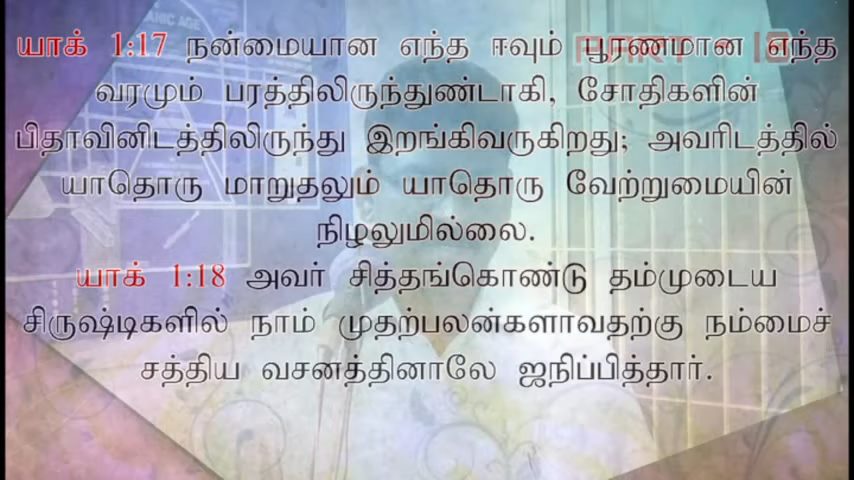 யாக் 1:17 நன்மையான எந்த ஈவும் பூரணமான எந்த
வரமும் பரத்திலிருந்துண்டாகி, சோதிகளின்
பிதாவினிடத்திலிருந்து இறங்கிவருகிறது; அவரிடத்தில்
யாதொரு மாறுதலும் யாதொரு வேற்றுமையின்
நிழலுமில்லை.
யாக் 1:18 அவர் சித்தங்கொண்டு தம்முடைய
சிருஷ்டிகளில் நாம் முதற்பலன்களாவதற்கு நம்மைச்
சத்திய வசனத்தினாலே ஜநிப்பித்தார்.